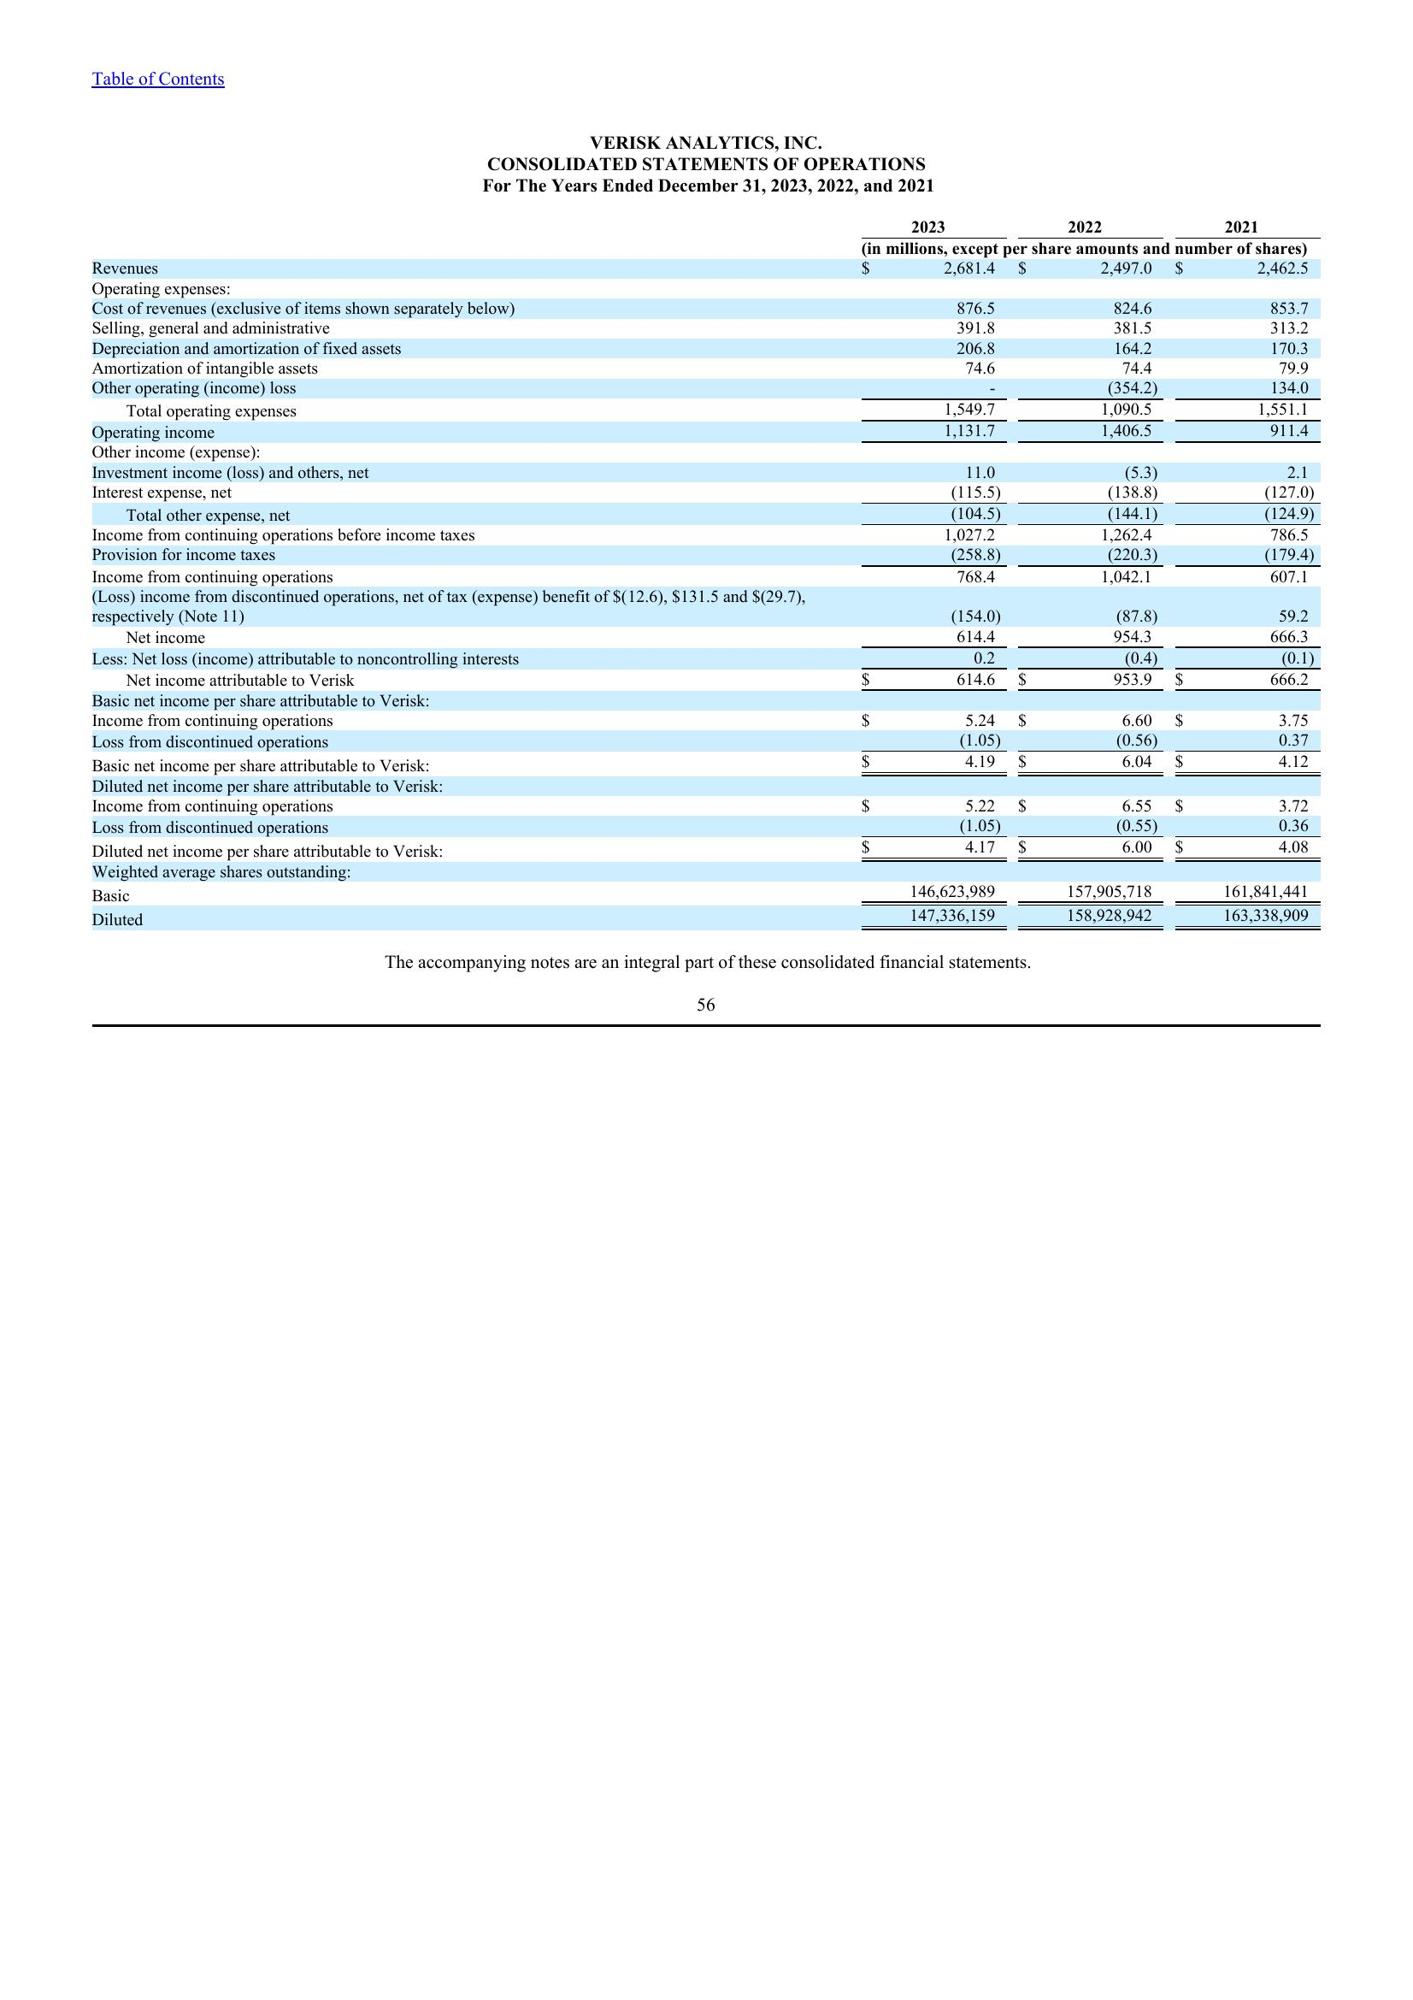 Table of Contents
VERISK ANALYTICS, INC.
CONSOLIDATED STATEMENTS OF OPERATIONS
For The Years Ended December 31, 2023, 2022, and 2021
2023 2022 2021
(in millions, except per share amounts and number of shares)
Revenues $ 2,681.4 $ 2,497.0 $ 2,462.5
Operating expenses:
Cost of revenues (exclusive of items shown separately below) 876.5 824.6 853.7
Selling, general and administrative 391.8 381.5 313.2
Depreciation and amortization of fixed assets 206.8 164.2 170.3
Amortization of intangible assets 74.6 74.4 79.9
Other operating (income) loss - (354.2) 134.0
Total operating expenses 1,549.7 1,090.5 1,551.1
Operating income 1,131.7 1,406.5 911.4
Other income (expense):
Investment income (loss) and others, net 11.0 (5.3) 2.1
Interest expense, net (115.5) (138.8) (127.0)
Total other expense, net (104.5) (144.1) (124.9)
Income from continuing operations before income taxes 1,027.2 1,262.4 786.5
Provision for income taxes (258.8) (220.3) (179.4)
Income from continuing operations 768.4 1,042.1 607.1
(Loss) income from discontinued operations, net of tax (expense) benefit of $(12.6), $131.5 and $(29.7),
respectively (Note 11) (154.0) (87.8) 59.2
Net income 614.4 954.3 666.3
Less: Net loss (income) attributable to noncontrolling interests 0.2 (0.4) (0.1)
Net income attributable to Verisk $ 614.6 $ 953.9 $ 666.2
Basic net income per share attributable to Verisk:
Income from continuing operations $ 5.24 $ 6.60 $ 3.75
Loss from discontinued operations (1.05) (0.56) 0.37
Basic net income per share attributable to Verisk: $ 4.19 $ 6.04 $ 4.12
Diluted net income per share attributable to Verisk:
Income from continuing operations $ 5.22 $ 6.55 $ 3.72
Loss from discontinued operations (1.05) (0.55) 0.36
Diluted net income per share attributable to Verisk: $ 4.17 $ 6.00 $ 4.08
Weighted average shares outstanding:
Basic 146,623,989 157,905,718 161,841,441
Diluted 147,336,159 158,928,942 163,338,909
The accompanying notes are an integral part of these consolidated financial statements.
56